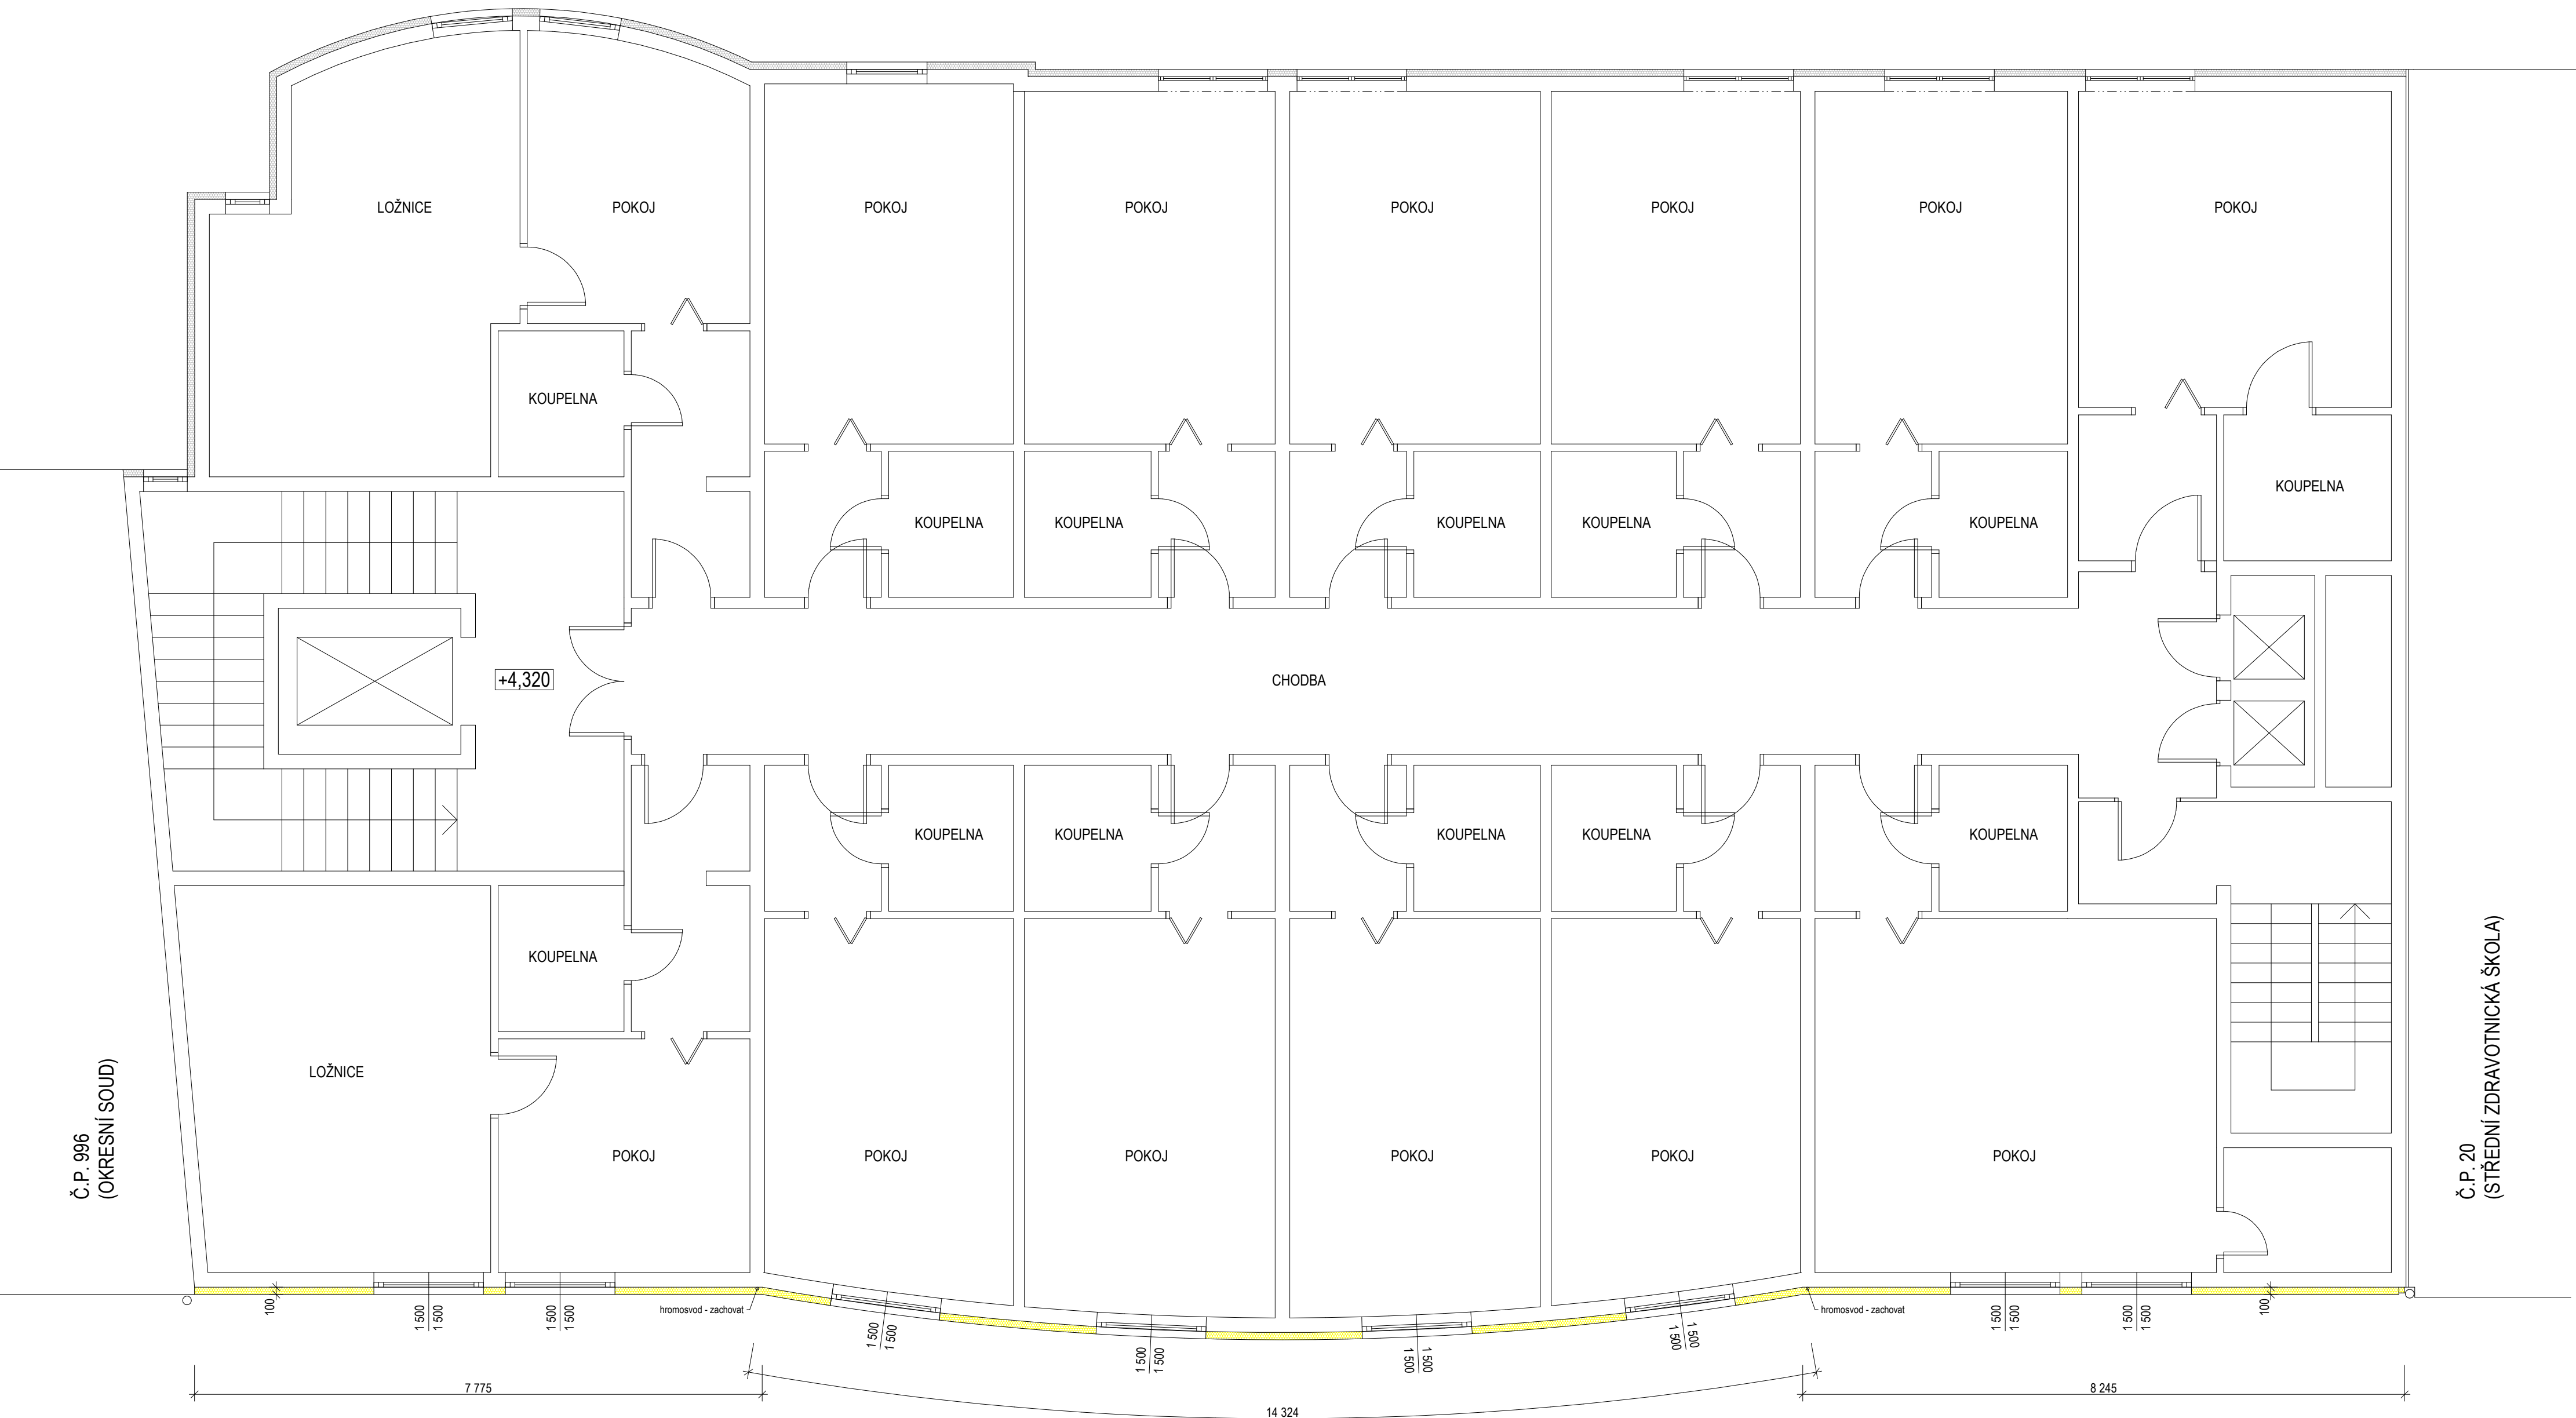 LOŽNICE
POKOJ
POKOJ
POKOJ
POKOJ
POKOJ
POKOJ
POKOJ
KOUPELNA
KOUPELNA
KOUPELNA
KOUPELNA
KOUPELNA
KOUPELNA
KOUPELNA
KOUPELNA
+4,320
CHODBA
KOUPELNA
KOUPELNA
KOUPELNA
KOUPELNA
KOUPELNA
KOUPELNA
LOŽNICE
POKOJ
POKOJ
POKOJ
POKOJ
POKOJ
POKOJ
Č.P. 996
(OKRESNÍ SOUD)
Č.P. 20
(STŘEDNÍ ZDRAVOTNICKÁ ŠKOLA)
100
1 500
1 500
1 500
1 500
hromosvod - zachovat
1 500
1 500
1 500
1 500
1 500
1 500
1 500
1 500
hromosvod - zachovat
1 500
1 500
1 500
1 500
100
7 775
14 324
8 245